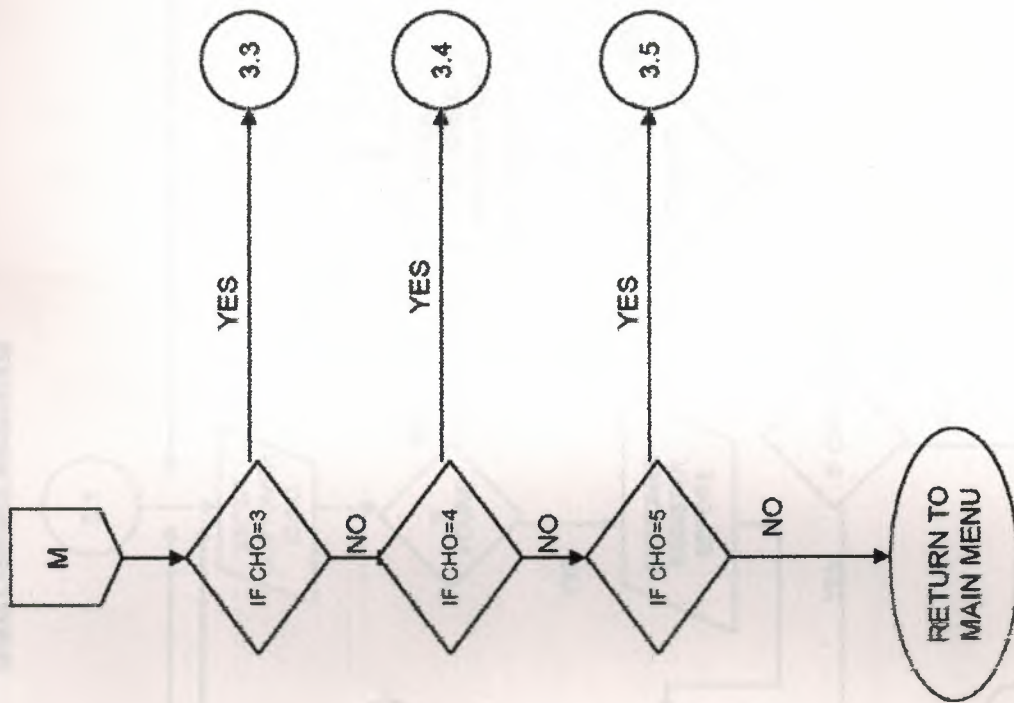 M
IF CHO=3
YES
3.3
NO
IF CHO=4
YES
3.4
NO
IF CHO=5
YES
3.5
NO
RETURN TO
MAIN MENU